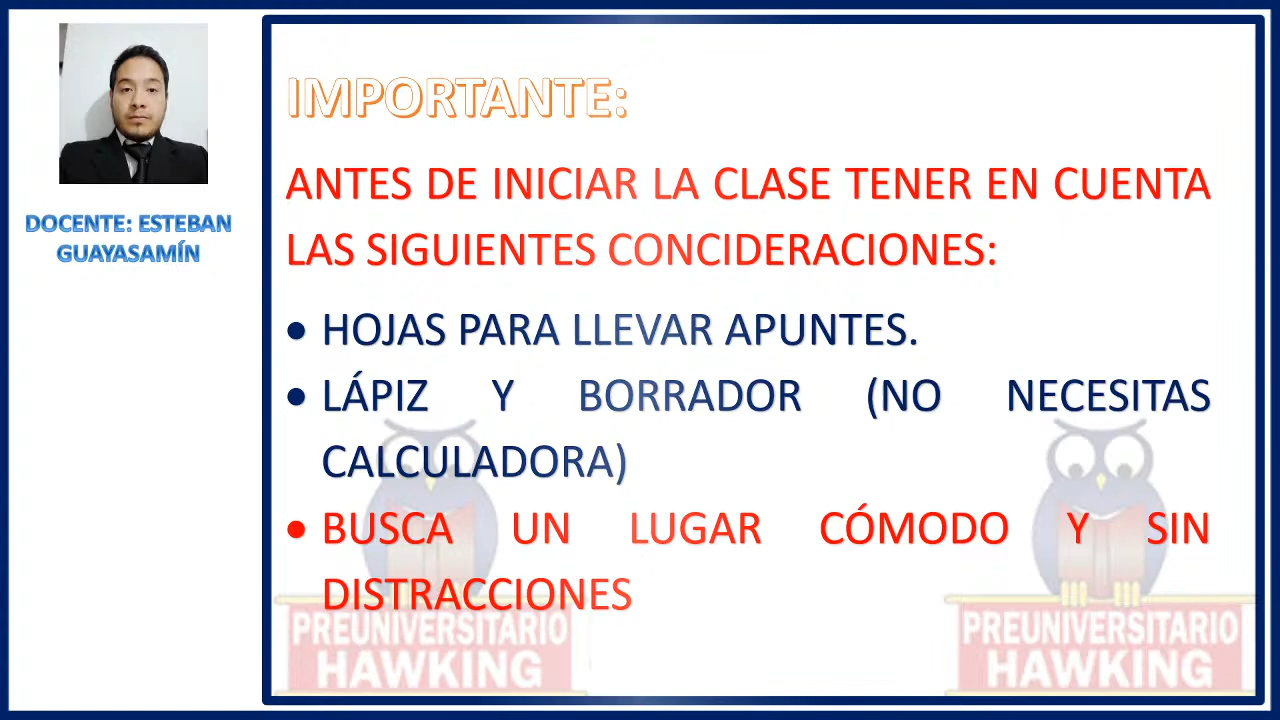 DOCENTE: ESTEBAN
GUAYASAMÍN
IMPORTANTE:
ANTES DE INICIAR LA CLASE TENER EN CUENTA
LAS SIGUIENTES CONCIDERACIONES:
• HOJAS PARA LLEVAR APUNTES.
• LÁPIZ Y BORRADOR (NO NECESITAS
CALCULADORA)
• BUSCA UN LUGAR CÓMODO Y SIN
DISTRACCIONES
PREUNIVERSITARIO
HAWKING
PREUNIVERSITARIO
HAWKING